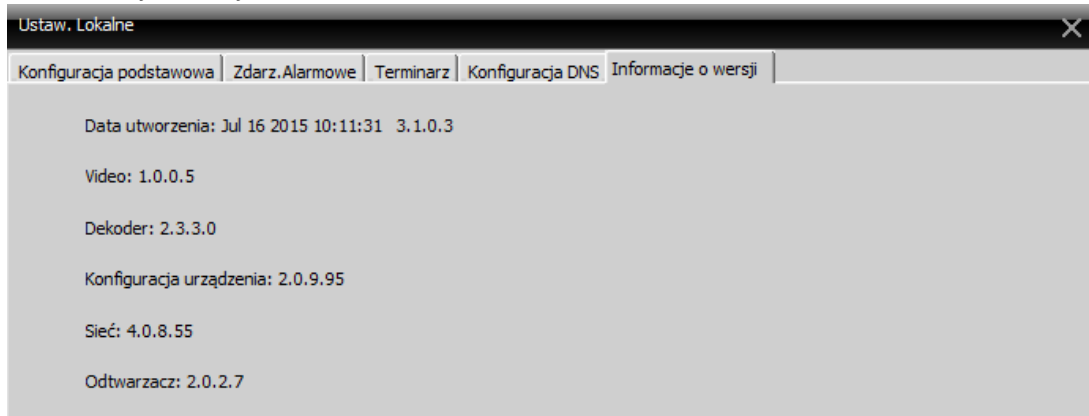 Ustaw. Lokalne
Konfiguracja podstawowa Zdarz.Alarmowe Terminarz Konfiguracja DNS Informacje o wersji
Data utworzenia: Jul 16 2015 10:11:31 3.1.0.3
Video: 1.0.0.5
Dekoder: 2.3.3.0
Konfiguracja urządzenia: 2.0.9.95
Sieć: 4.0.8.55
Odtwarzacz: 2.0.2.7